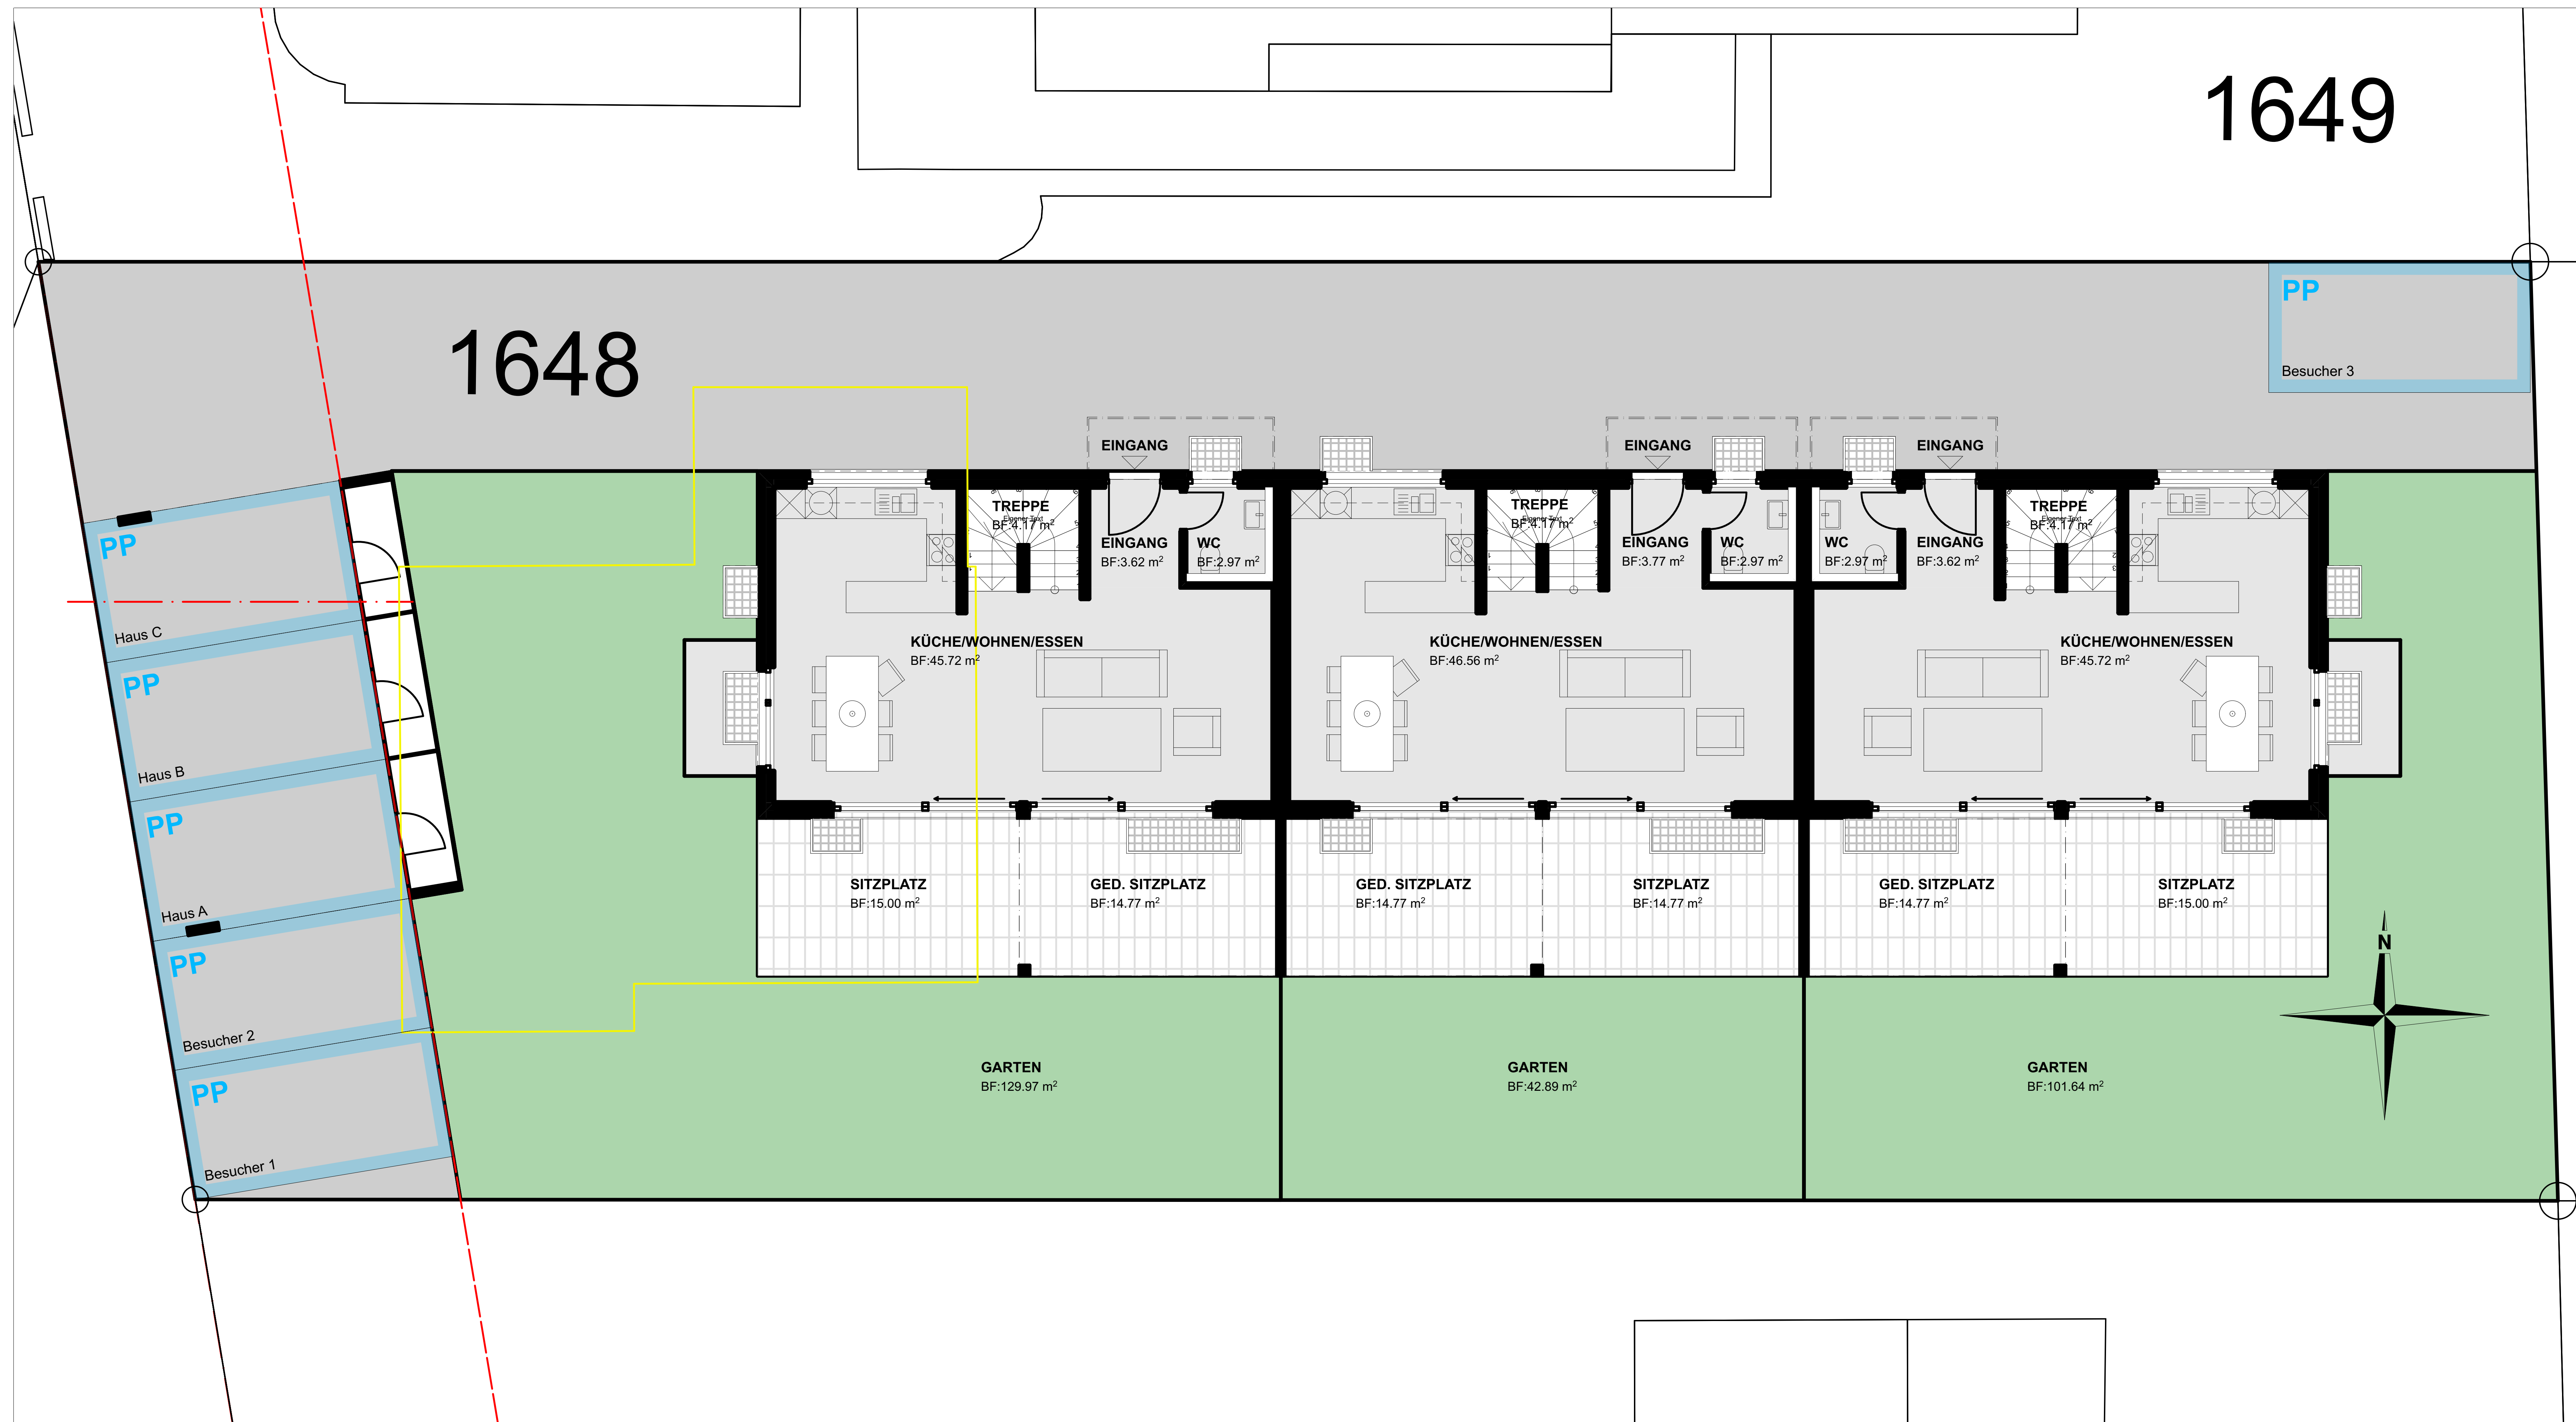 1649
1648
PP
Besucher 3
EINGANG
EINGANG
EINGANG
TREPPE
Eigener Text
BF:4.17 m²
EINGANG
BF:3.62 m²
WC
BF:2.97 m²
TREPPE
Eigener Text
BF:4.17 m²
EINGANG
BF:3.77 m²
WC
BF:2.97 m²
WC
BF:2.97 m²
EINGANG
BF:3.62 m²
TREPPE
Eigener Text
BF:4.17 m²
PP
Haus C
PP
Haus B
PP
Haus A
PP
Besucher 2
PP
Besucher 1
KÜCHE/WOHNEN/ESSEN
BF:45.72 m²
KÜCHE/WOHNEN/ESSEN
BF:46.56 m²
KÜCHE/WOHNEN/ESSEN
BF:45.72 m²
SITZPLATZ
BF:15.00 m²
GED. SITZPLATZ
BF:14.77 m²
GED. SITZPLATZ
BF:14.77 m²
SITZPLATZ
BF:14.77 m²
GED. SITZPLATZ
BF:14.77 m²
SITZPLATZ
BF:15.00 m²
N
GARTEN
BF:129.97 m²
GARTEN
BF:42.89 m²
GARTEN
BF:101.64 m²